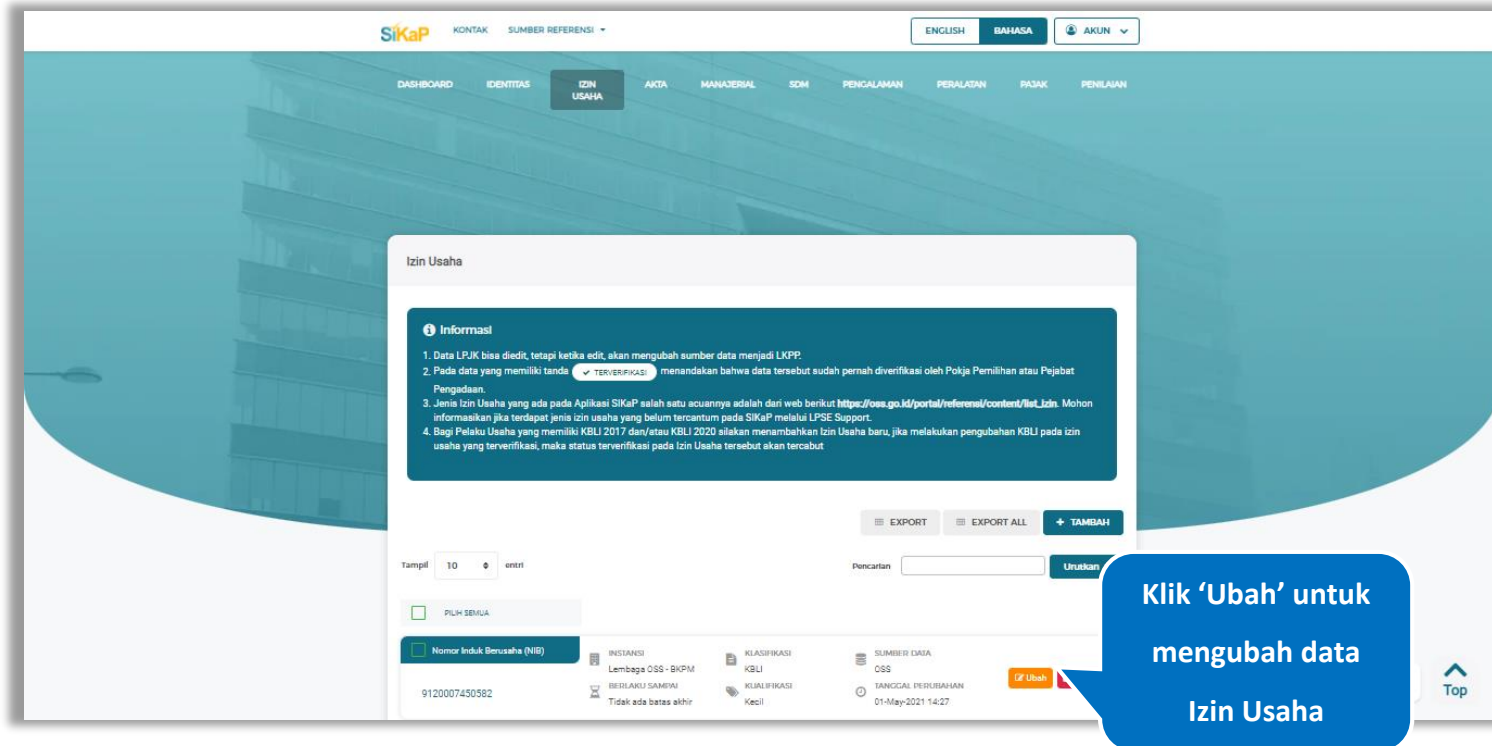 SiKaP KONTAK SUMBER REFERENSI ENGLISH BAHASA AKUN
DASHBOARD IDENTITAS IZIN USAHA AKTA MANAJERIAL SDM PENGALAMAN PERALATAN PAJAK PENILAIAN
Izin Usaha
Informasi
1. Data LPJK bisa diedit, tetapi ketika edit, akan mengubah sumber data menjadi LKPP.
2. Pada data yang memiliki tanda TERVERIFIKASI menandakan bahwa data tersebut sudah pernah diverifikasi oleh Pokja Pemilihan atau Pejabat
Pengadaan.
3. Jenis Izin Usaha yang ada pada Aplikasi SIKaP salah satu acuannya adalah dari web berikut https://oss.go.id/portal/referensi/content/list_izin. Mohon
informasikan jika terdapat jenis izin usaha yang belum tercantum pada SIKaP melalui LPSE Support.
4. Bagi Pelaku Usaha yang memiliki KBLI 2017 dan/atau KBLI 2020 silakan menambahkan Izin Usaha baru, jika melakukan pengubahan KBLI pada izin
usaha yang terverifikasi, maka status terverifikasi pada Izin Usaha tersebut akan tercabut
EXPORT EXPORT ALL + TAMBAH
Tampil 10 entri Pencarian Urutkan
PILIH SEMUA
Nomor Induk Berusaha (NIB)
9120007450582
INSTANSI
Lembaga OSS - BKPM
BERLAKU SAMPAI
Tidak ada batas akhir
KLASIFIKASI
KBLI
KUALIFIKASI
Kecil
SUMBER DATA
OSS
TANGGAL PERUBAHAN
01-May-2021 14:27
Ubah
Klik ‘Ubah’ untuk
mengubah data
Izin Usaha
Top